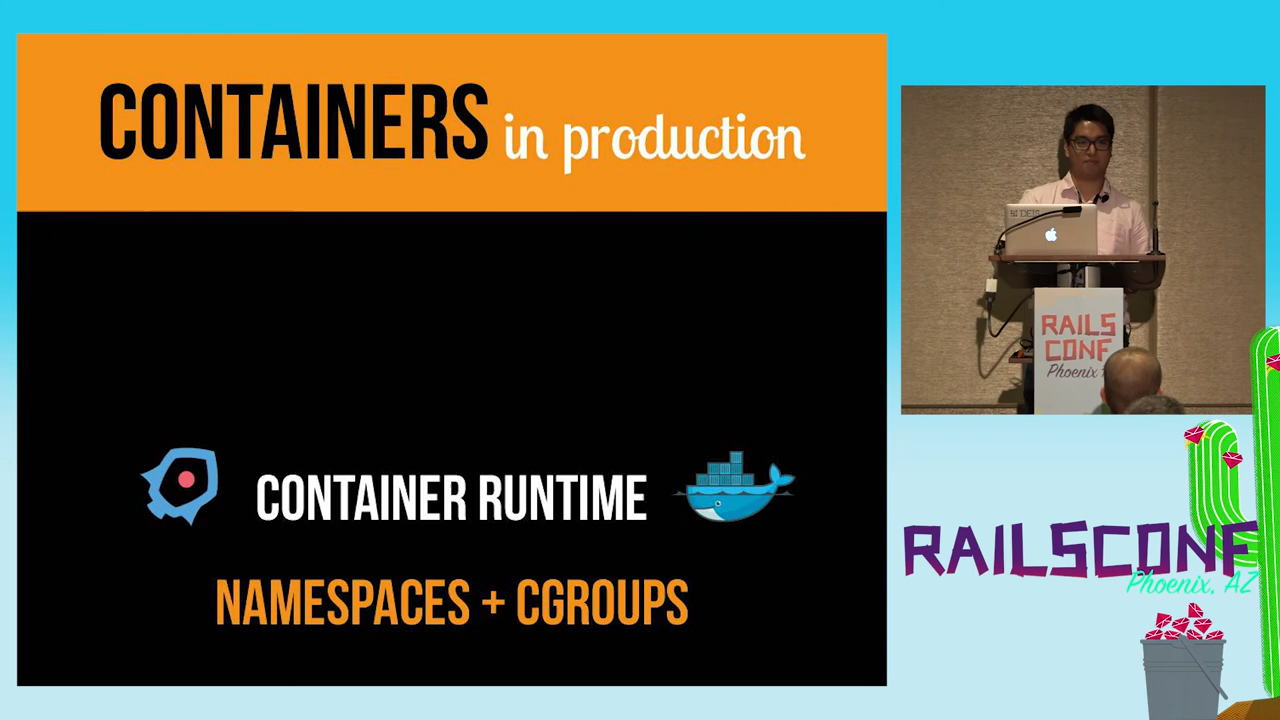 CONTAINERS in production
CONTAINER RUNTIME
NAMESPACES + CGROUPS
RAILS
CONF
Phoenix
RAILSCONF
Phoenix, AZ